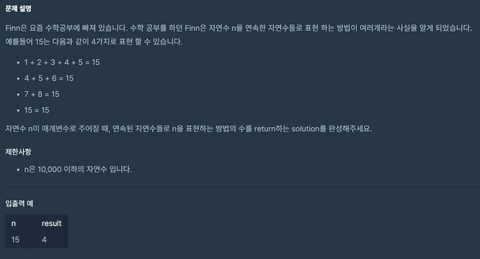 문제 설명
Finn은 요즘 수학공부에 빠져 있습니다. 수학 공부를 하던 Finn은 자연수 n을 연속한 자연수들로 표현 하는 방법이 여러개라는 사실을 알게 되었습니다.
예를들어 15는 다음과 같이 4가지로 표현 할 수 있습니다.
• 1 + 2 + 3 + 4 + 5 = 15
• 4 + 5 + 6 = 15
• 7 + 8 = 15
• 15 = 15
자연수 n이 매개변수로 주어질 때, 연속된 자연수들로 n을 표현하는 방법의 수를 return하는 solution를 완성해주세요.
제한사항
• n은 10,000 이하의 자연수 입니다.
입출력 예
n result
15 4